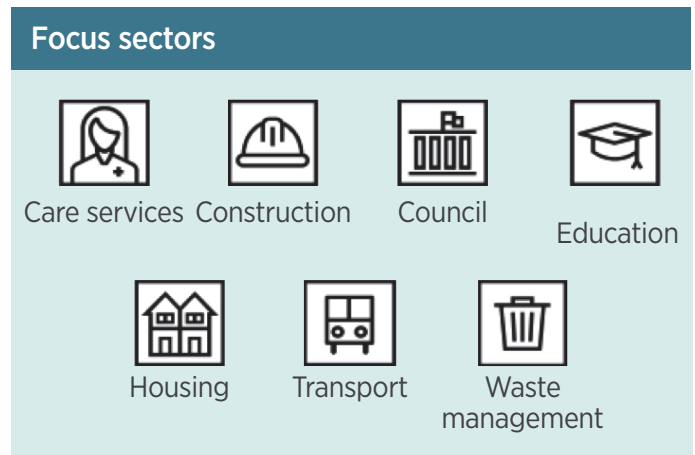 Focus sectors
Care services
Construction
Council
Education
Housing
Transport
Waste
management